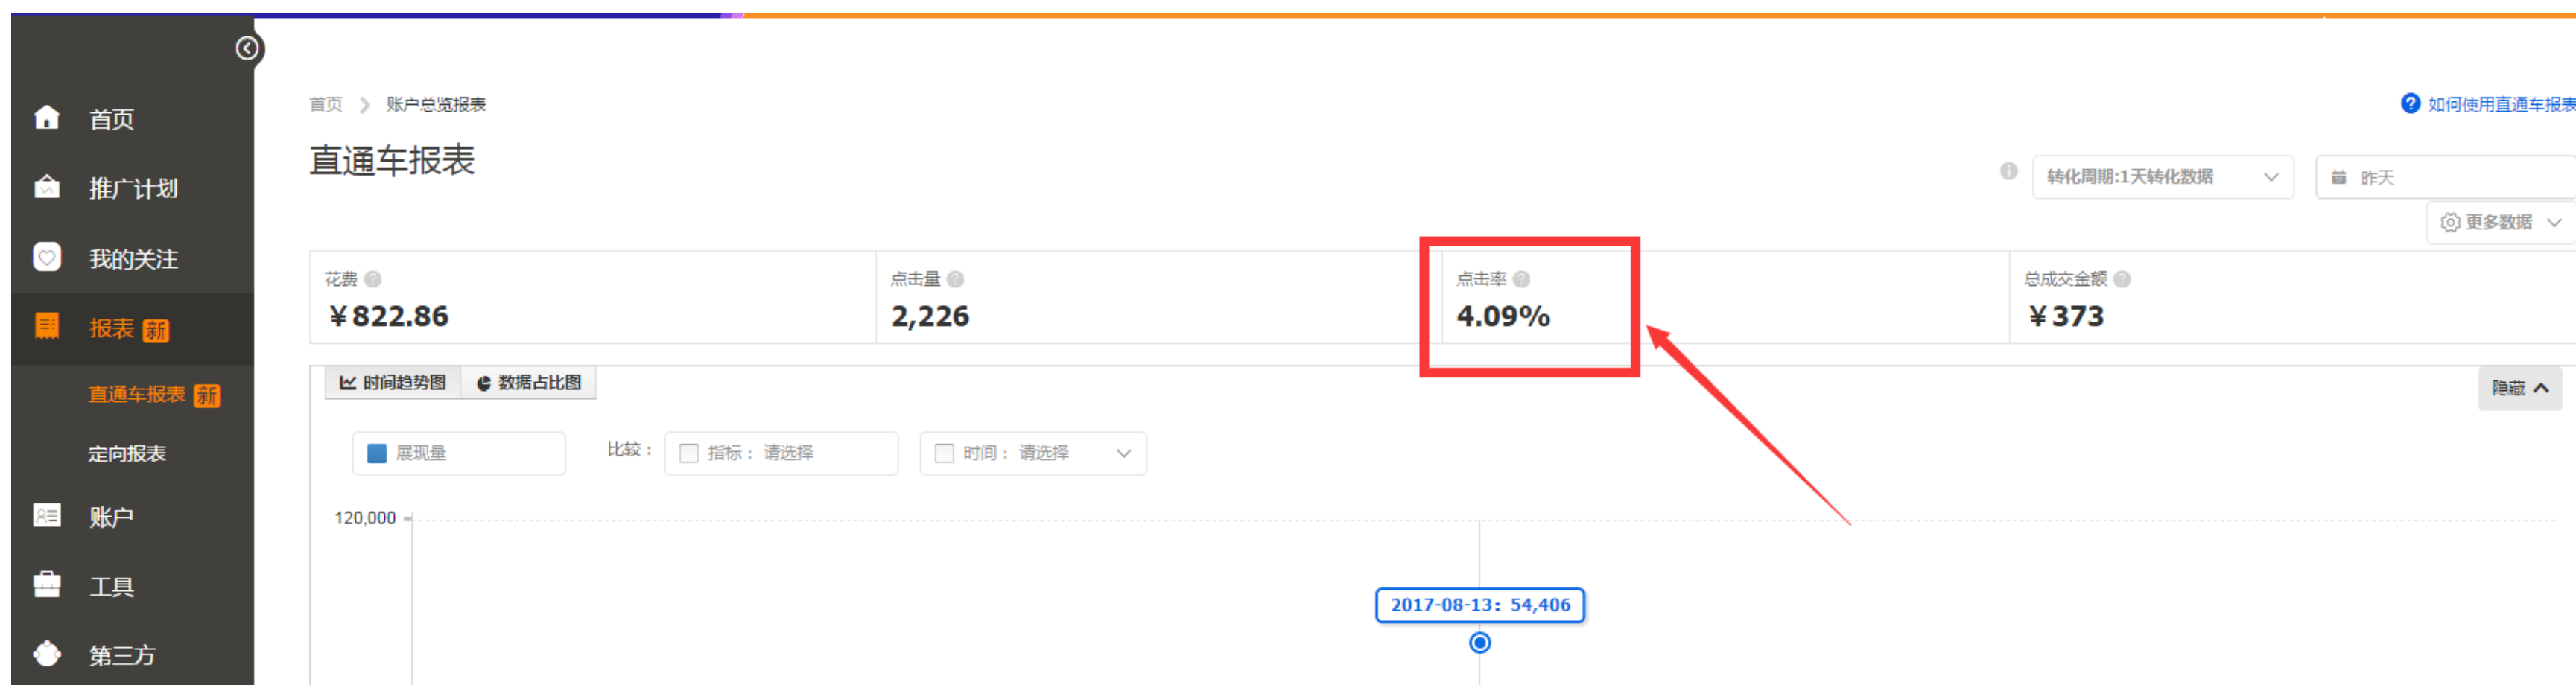 首页
推广计划
我的关注
报表 新
直通车报表 新
定向报表
账户
工具
第三方
首页 > 账户总览报表
如何使用直通车报表
直通车报表
转化周期:1天转化数据
昨天
更多数据
花费
￥822.86
点击量
2,226
点击率
4.09%
总成交金额
￥373
时间趋势图 数据占比图
隐藏
展现量 比较： 指标： 请选择 时间： 请选择
120,000
2017-08-13: 54,406